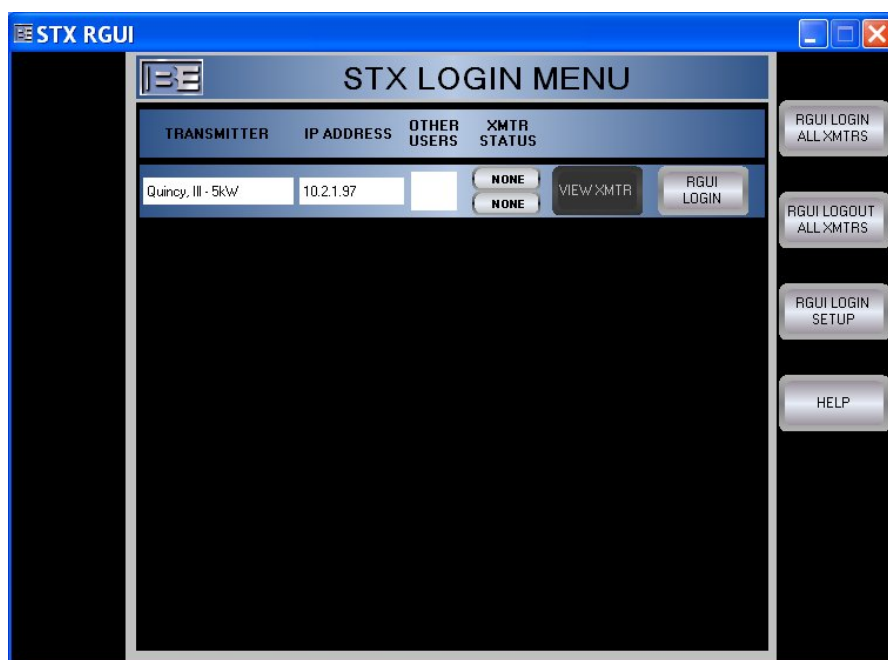 STX RGUI
BE
STX LOGIN MENU
TRANSMITTER
IP ADDRESS
OTHER
USERS
XMTR
STATUS
Quincy, Ill - 5kW
10.2.1.97
NONE
NONE
VIEW XMTR
RGUI
LOGIN
RGUI LOGIN
ALL XMTRS
RGUI LOGOUT
ALL XMTRS
RGUI LOGIN
SETUP
HELP